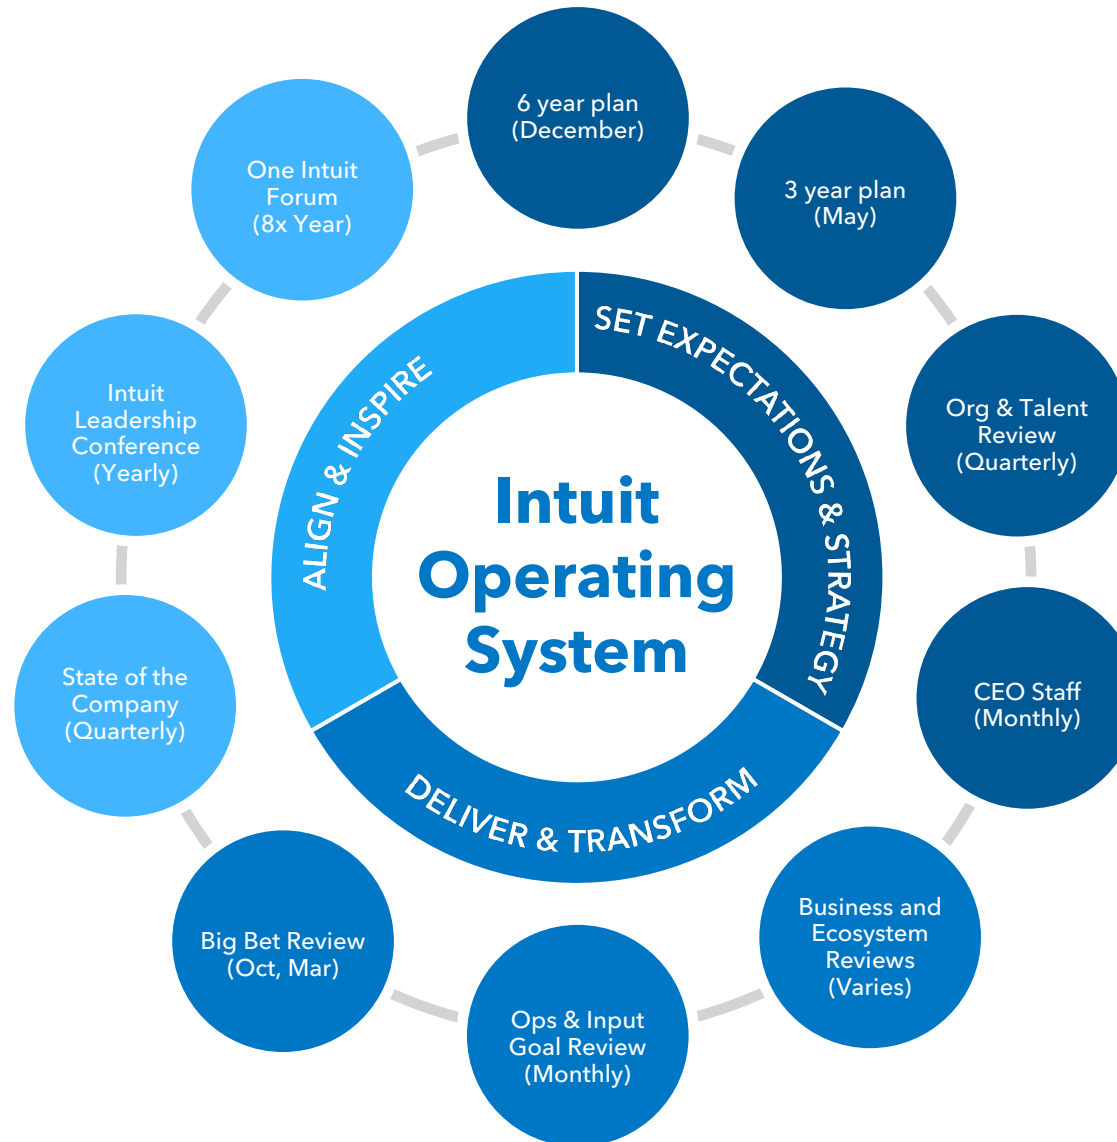 6 year plan
(December)
3 year plan
(May)
Org & Talent
Review
(Quarterly)
CEO Staff
(Monthly)
Business and
Ecosystem
Reviews
(Varies)
Ops & Input
Goal Review
(Monthly)
Big Bet Review
(Oct, Mar)
State of the
Company
(Quarterly)
Intuit
Leadership
Conference
(Yearly)
One Intuit
Forum
(8x Year)
SET EXPECTATIONS & STRATEGY
DELIVER & TRANSFORM
ALIGN & INSPIRE
Intuit
Operating
System